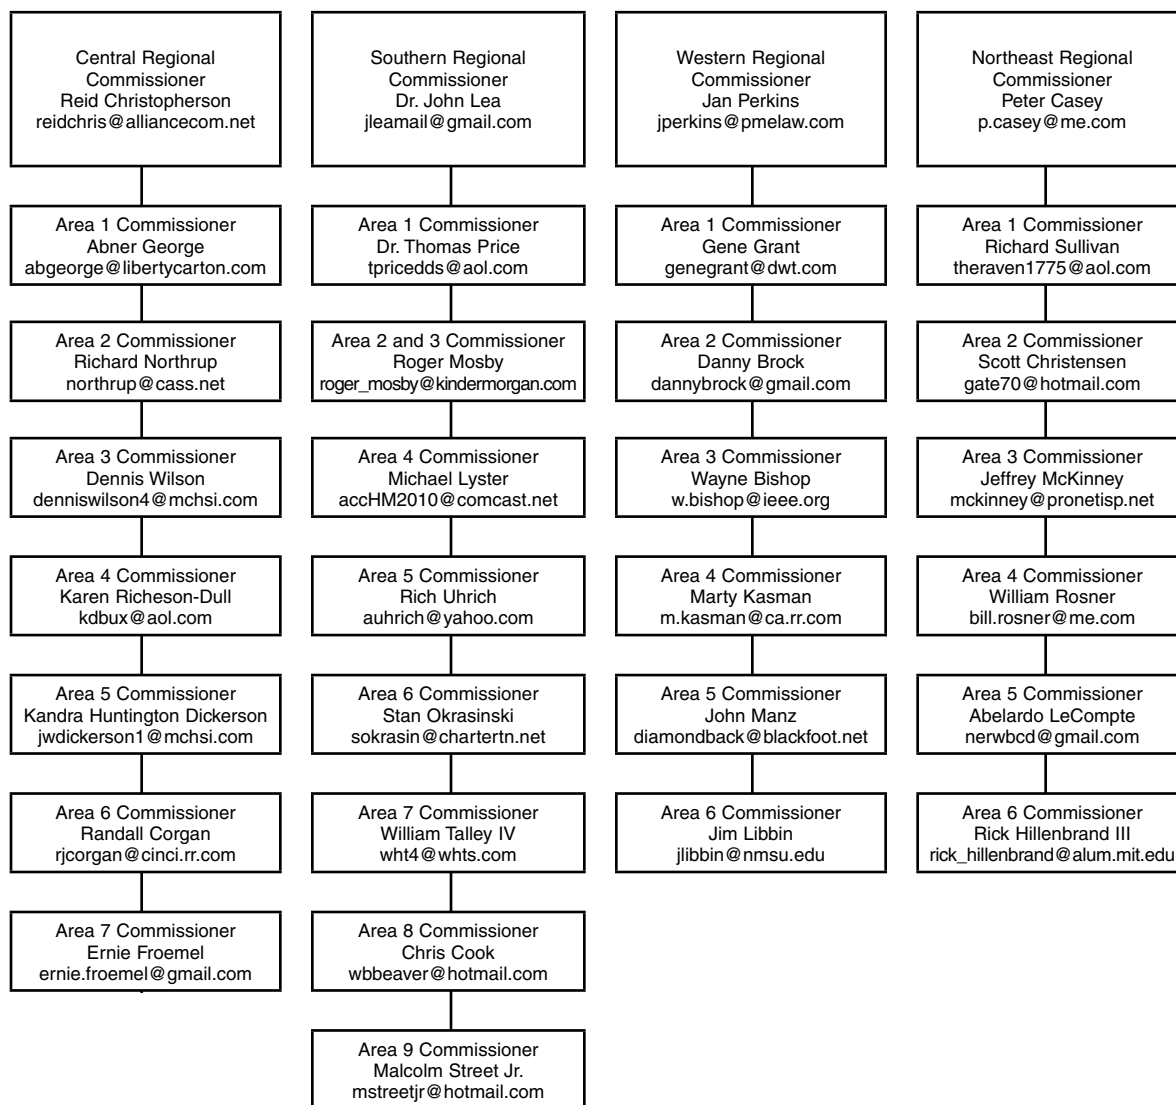 Central Regional
Commissioner
Reid Christopherson
reidchris@alliancecom.net
Area 1 Commissioner
Abner George
abgeorge@libertycarton.com
Area 2 Commissioner
Richard Northrup
northrup@cass.net
Area 3 Commissioner
Dennis Wilson
denniswilson4@mchsi.com
Area 4 Commissioner
Karen Richeson-Dull
kdbux@aol.com
Area 5 Commissioner
Kandra Huntington Dickerson
jwdickerson1@mchsi.com
Area 6 Commissioner
Randall Corgan
rjcorgan@cinci.rr.com
Area 7 Commissioner
Ernie Froemel
ernie.froemel@gmail.com
Southern Regional
Commissioner
Dr. John Lea
jleamail@gmail.com
Area 1 Commissioner
Dr. Thomas Price
tpricedds@aol.com
Area 2 and 3 Commissioner
Roger Mosby
roger_mosby@kindermorgan.com
Area 4 Commissioner
Michael Lyster
accHM2010@comcast.net
Area 5 Commissioner
Rich Uhrich
auhrich@yahoo.com
Area 6 Commissioner
Stan Okrasinski
sokrasin@chartertn.net
Area 7 Commissioner
William Talley IV
wht4@whts.com
Area 8 Commissioner
Chris Cook
wbbeaver@hotmail.com
Area 9 Commissioner
Malcolm Street Jr.
mstreetjr@hotmail.com
Western Regional
Commissioner
Jan Perkins
jperkins@pmelaw.com
Area 1 Commissioner
Gene Grant
genegrant@dwt.com
Area 2 Commissioner
Danny Brock
dannybrock@gmail.com
Area 3 Commissioner
Wayne Bishop
w.bishop@ieee.org
Area 4 Commissioner
Marty Kasman
m.kasman@ca.rr.com
Area 5 Commissioner
John Manz
diamondback@blackfoot.net
Area 6 Commissioner
Jim Libbin
jlibbin@nmsu.edu
Northeast Regional
Commissioner
Peter Casey
p.casey@me.com
Area 1 Commissioner
Richard Sullivan
theraven1775@aol.com
Area 2 Commissioner
Scott Christensen
gate70@hotmail.com
Area 3 Commissioner
Jeffrey McKinney
mckinney@pronetisp.net
Area 4 Commissioner
William Rosner
bill.rosner@me.com
Area 5 Commissioner
Abelardo LeCompte
nerwbcd@gmail.com
Area 6 Commissioner
Rick Hillenbrand III
rick_hillenbrand@alum.mit.edu